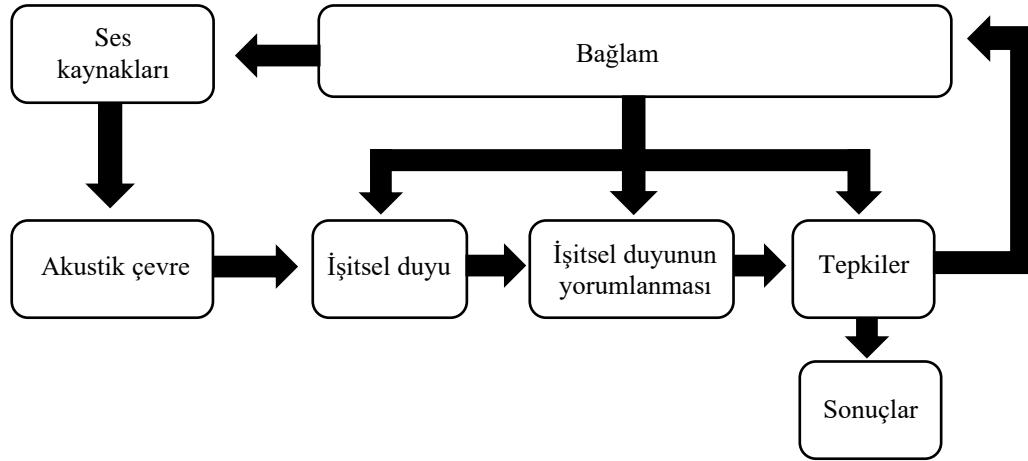 Ses
kaynakları
Bağlam
Akustik çevre
İşitsel duyu
İşitsel duyunun
yorumlanması
Tepkiler
Sonuçlar